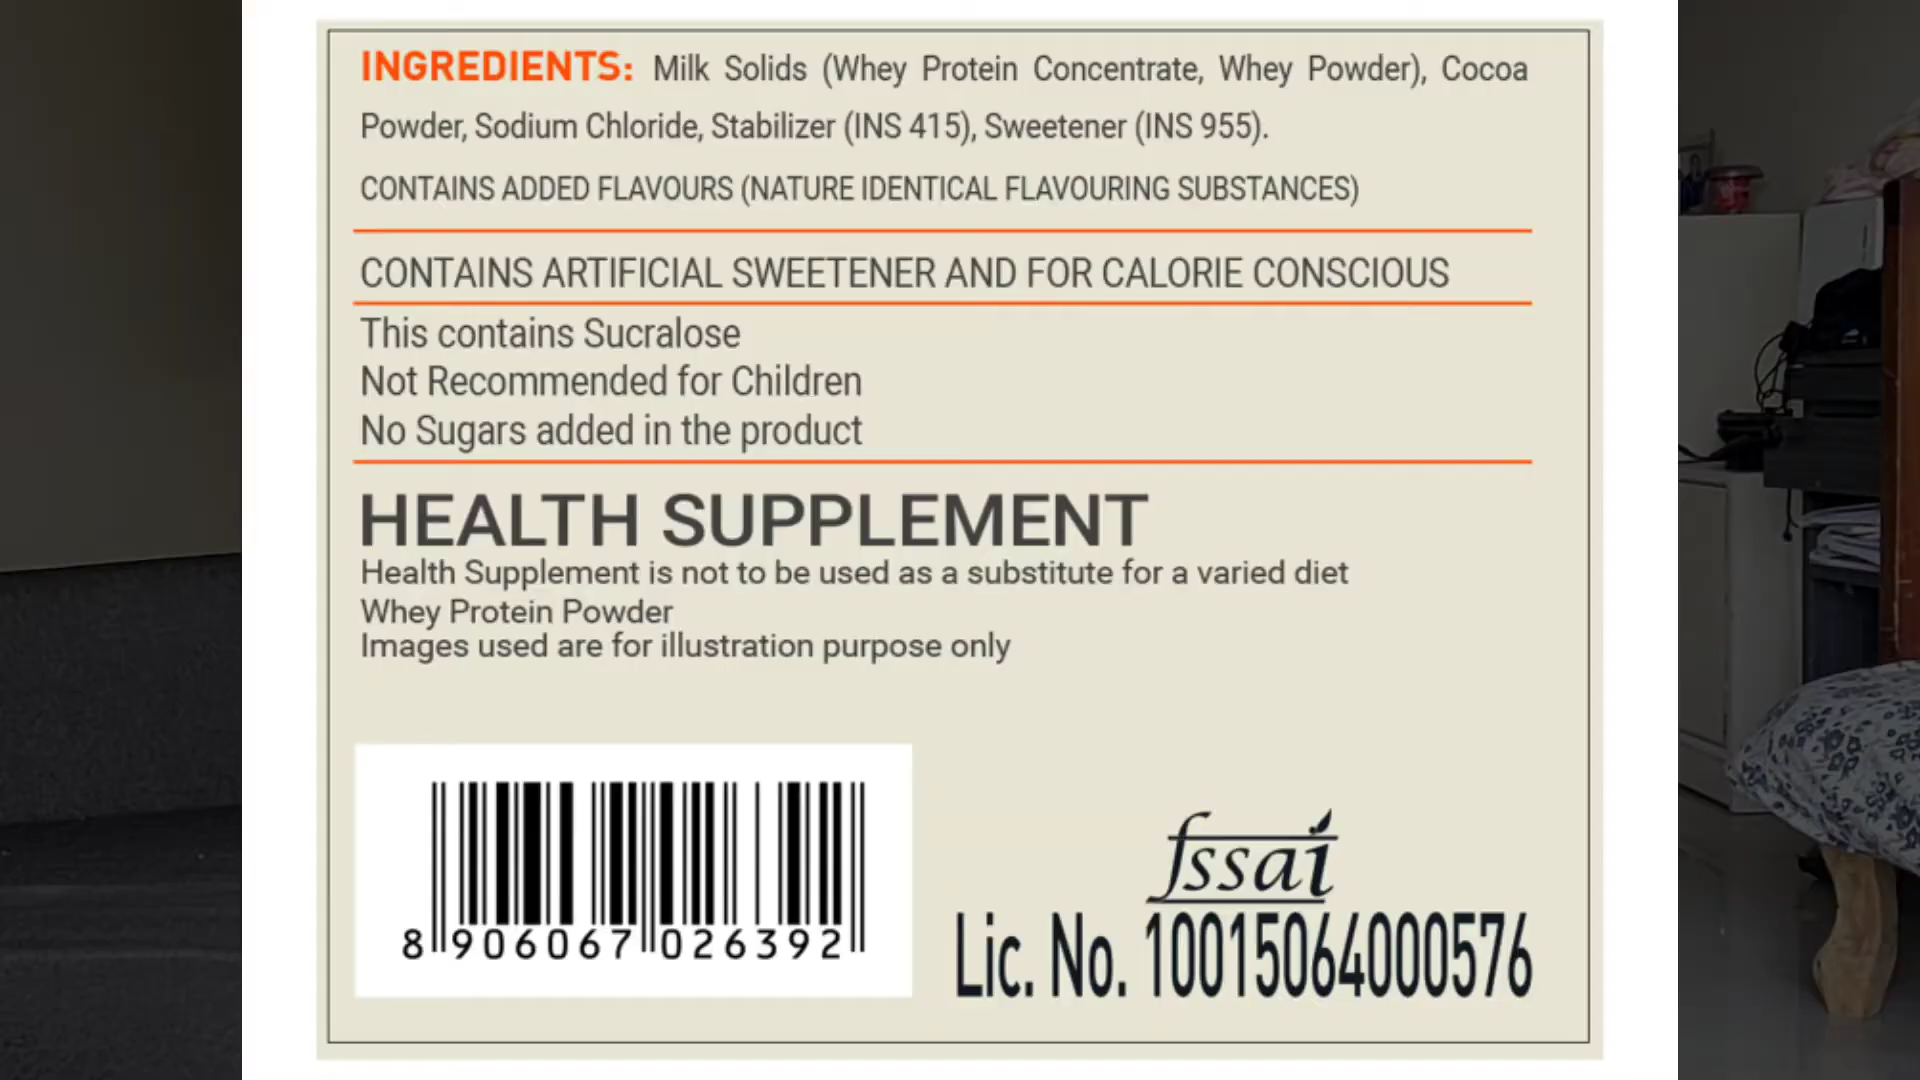 INGREDIENTS: Milk Solids (Whey Protein Concentrate, Whey Powder), Cocoa
Powder, Sodium Chloride, Stabilizer (INS 415), Sweetener (INS 955).
CONTAINS ADDED FLAVOURS (NATURE IDENTICAL FLAVOURING SUBSTANCES)
CONTAINS ARTIFICIAL SWEETENER AND FOR CALORIE CONSCIOUS
This contains Sucralose
Not Recommended for Children
No Sugars added in the product
HEALTH SUPPLEMENT
Health Supplement is not to be used as a substitute for a varied diet
Whey Protein Powder
Images used are for illustration purpose only
8 906067 026392
fssai
Lic. No. 10015064000576